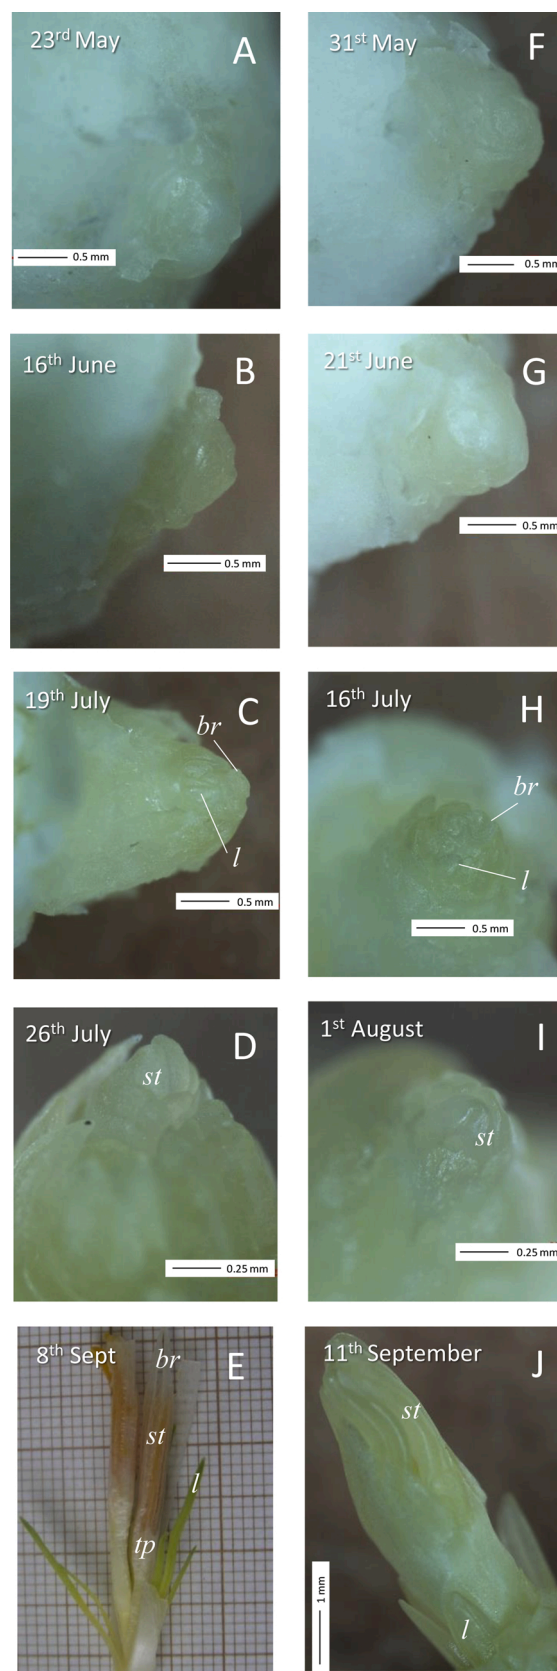 23rd May
A
0.5 mm
31st May
F
0.5 mm
16th June
B
0.5 mm
21st June
G
0.5 mm
19th July
C
br
l
0.5 mm
16th July
H
br
l
0.5 mm
26th July
D
st
0.25 mm
1st August
I
st
0.25 mm
8th Sept
E
br
st
l
tp
11th September
J
st
l
1 mm